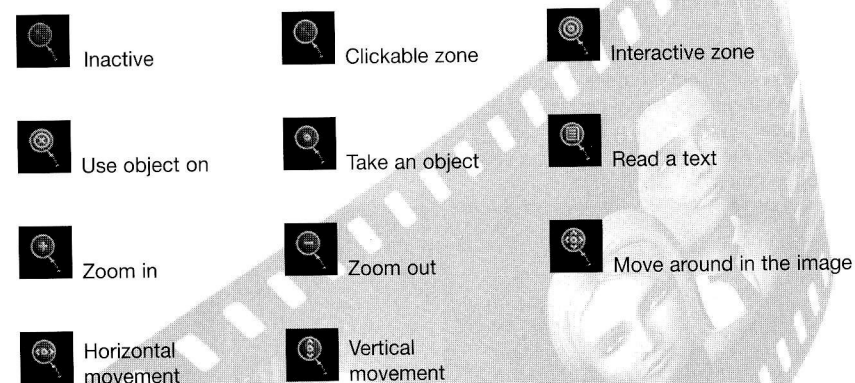 Inactive
Clickable zone
Interactive zone
Use object on
Take an object
Read a text
Zoom in
Zoom out
Move around in the image
Horizontal
movement
Vertical
movement